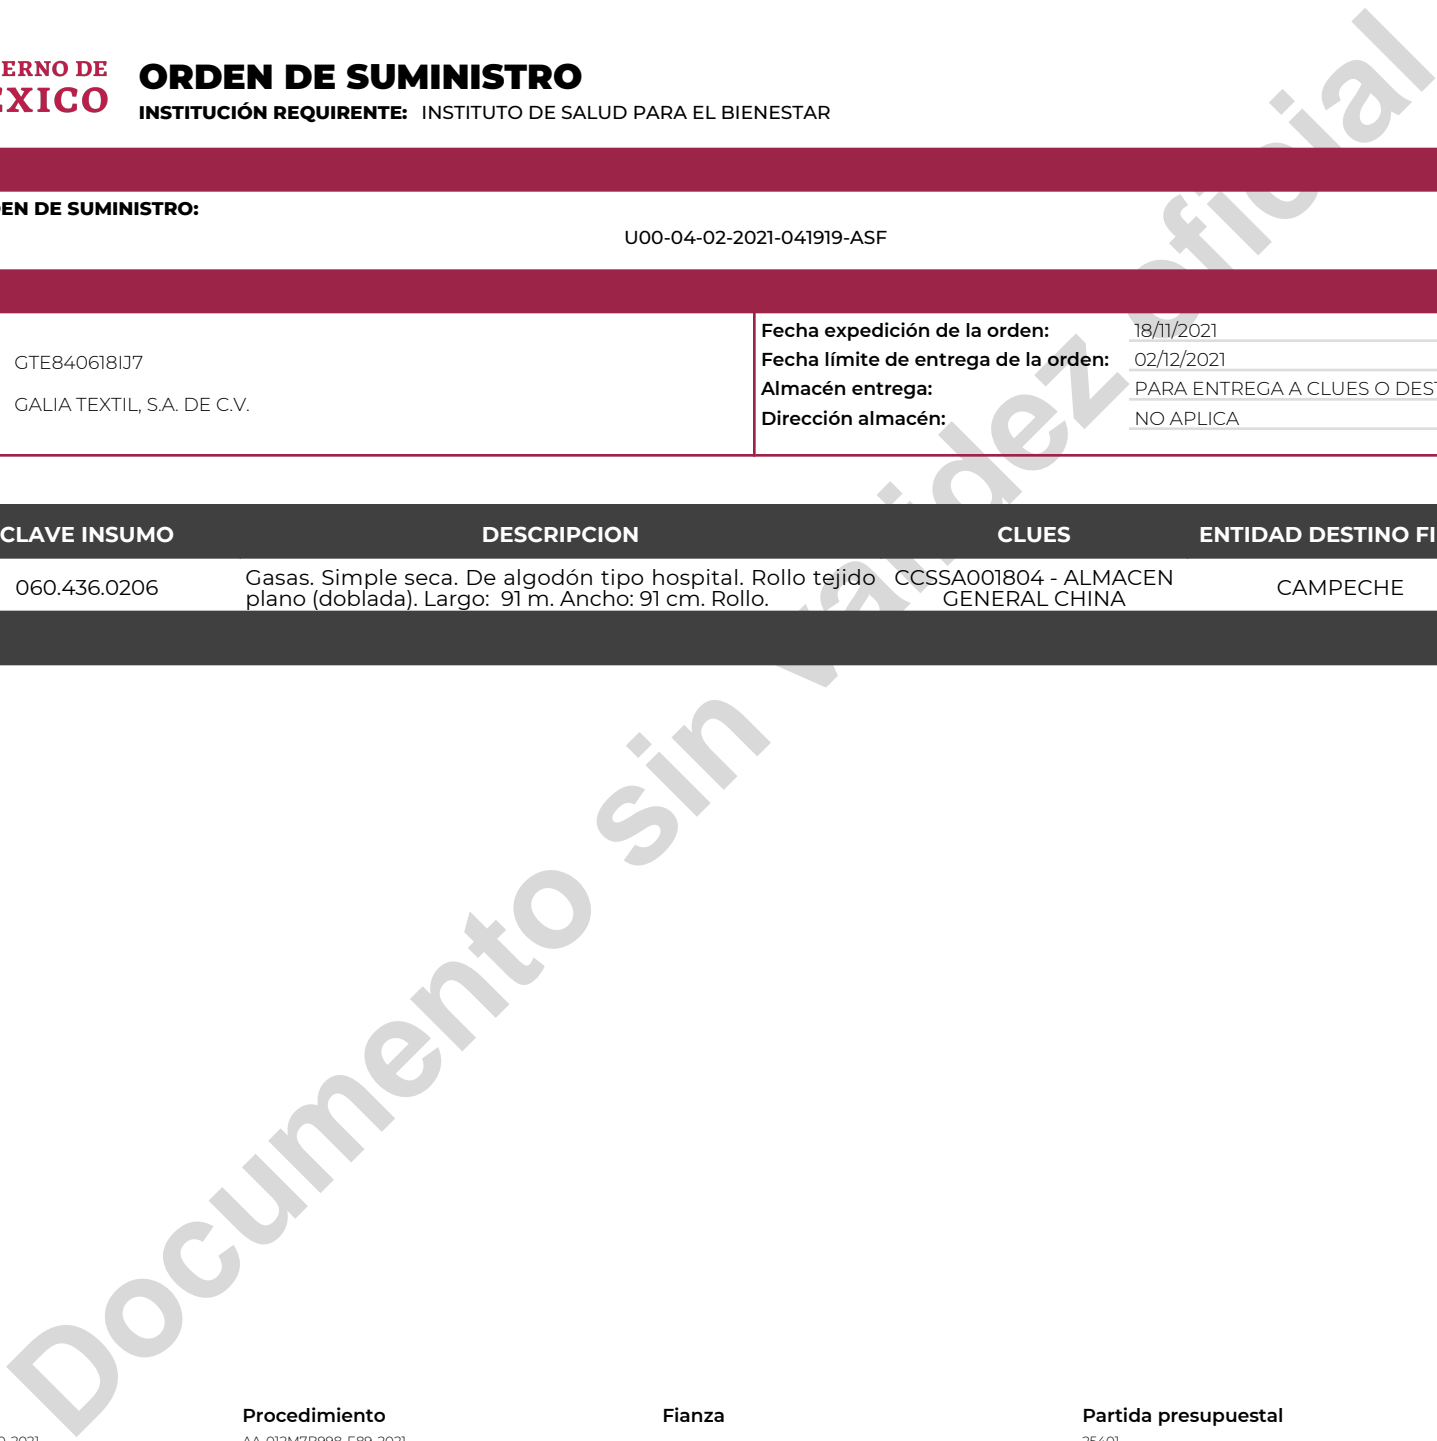 ERNO DE
ORDEN DE SUMINISTRO
EXICO
INSTITUCIÓN REQUIRENTE: INSTITUTO DE SALUD PARA EL BIENESTAR
EN DE SUMINISTRO:
U00-04-02-2021-041919-ASF
GTE840618IJ7
GALIA TEXTIL, S.A. DE C.V.
Fecha expedición de la orden: 18/11/2021
Fecha límite de entrega de la orden: 02/12/2021
Almacén entrega: PARA ENTREGA A CLUES O DEST
Dirección almacén: NO APLICA
CLAVE INSUMO DESCRIPCION CLUES ENTIDAD DESTINO FI
060.436.0206
Gasas. Simple seca. De algodón tipo hospital. Rollo tejido
plano (doblada). Largo: 91 m. Ancho: 91 cm. Rollo.
CCSSA001804 - ALMACEN
GENERAL CHINA
CAMPECHE
Documento sin validez oficial
Procedimiento Fianza Partida presupuestal